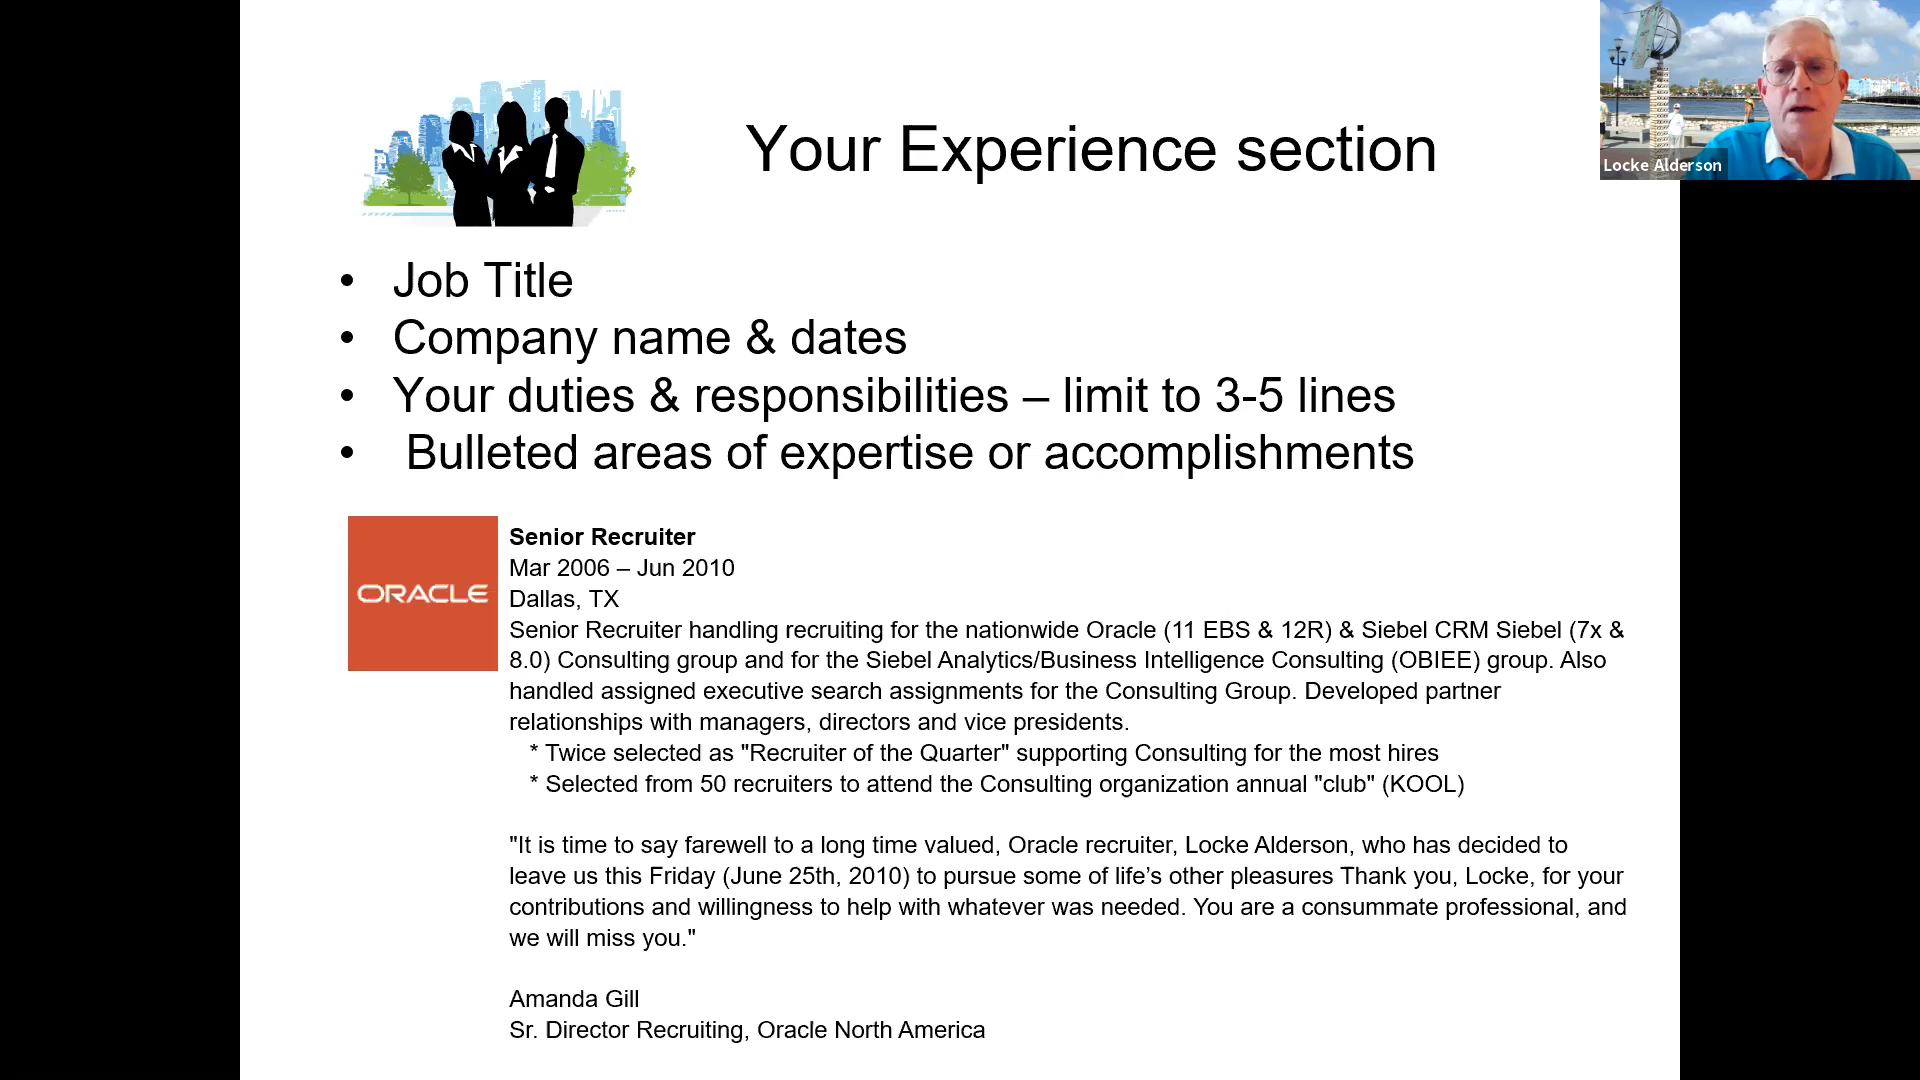 Your Experience section
Locke Alderson
• Job Title
• Company name & dates
• Your duties & responsibilities – limit to 3-5 lines
• Bulleted areas of expertise or accomplishments
ORACLE
Senior Recruiter
Mar 2006 – Jun 2010
Dallas, TX
Senior Recruiter handling recruiting for the nationwide Oracle (11 EBS & 12R) & Siebel CRM Siebel (7x &
8.0) Consulting group and for the Siebel Analytics/Business Intelligence Consulting (OBIEE) group. Also
handled assigned executive search assignments for the Consulting Group. Developed partner
relationships with managers, directors and vice presidents.
* Twice selected as "Recruiter of the Quarter" supporting Consulting for the most hires
* Selected from 50 recruiters to attend the Consulting organization annual "club" (KOOL)
"It is time to say farewell to a long time valued, Oracle recruiter, Locke Alderson, who has decided to
leave us this Friday (June 25th, 2010) to pursue some of life’s other pleasures Thank you, Locke, for your
contributions and willingness to help with whatever was needed. You are a consummate professional, and
we will miss you."
Amanda Gill
Sr. Director Recruiting, Oracle North America